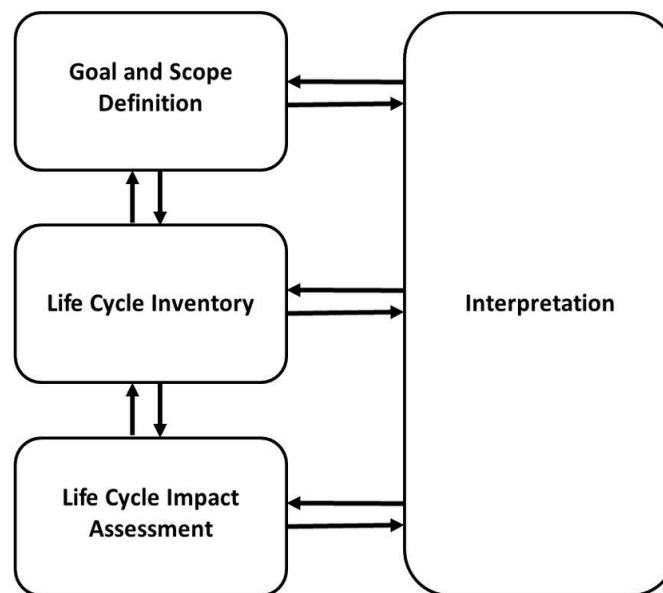 Goal and Scope
Definition
Life Cycle Inventory
Interpretation
Life Cycle Impact
Assessment